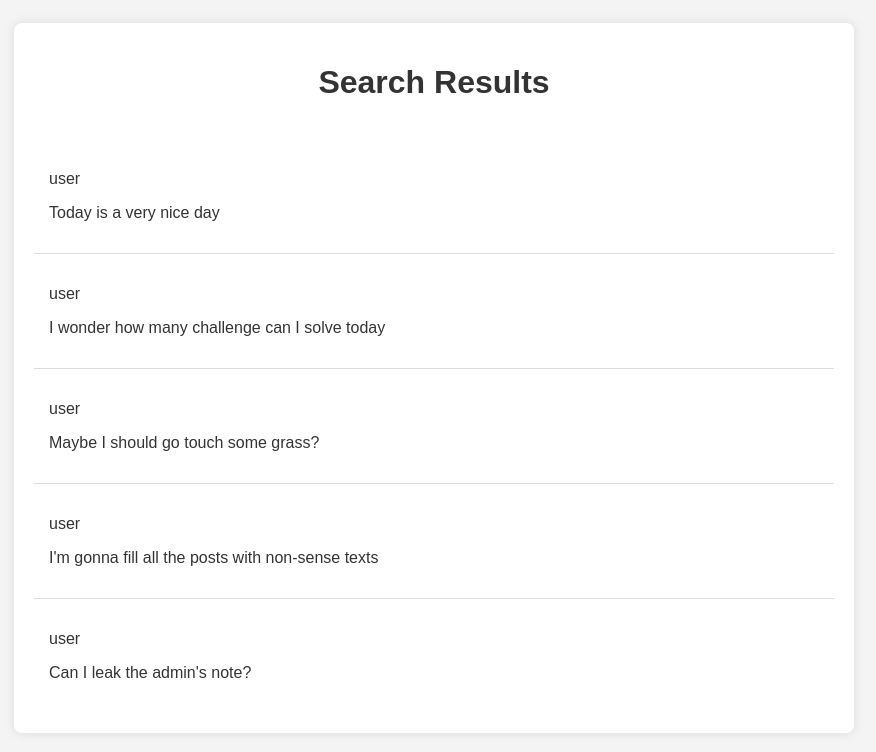 Search Results
user
Today is a very nice day
user
I wonder how many challenge can I solve today
user
Maybe I should go touch some grass?
user
I'm gonna fill all the posts with non-sense texts
user
Can I leak the admin's note?